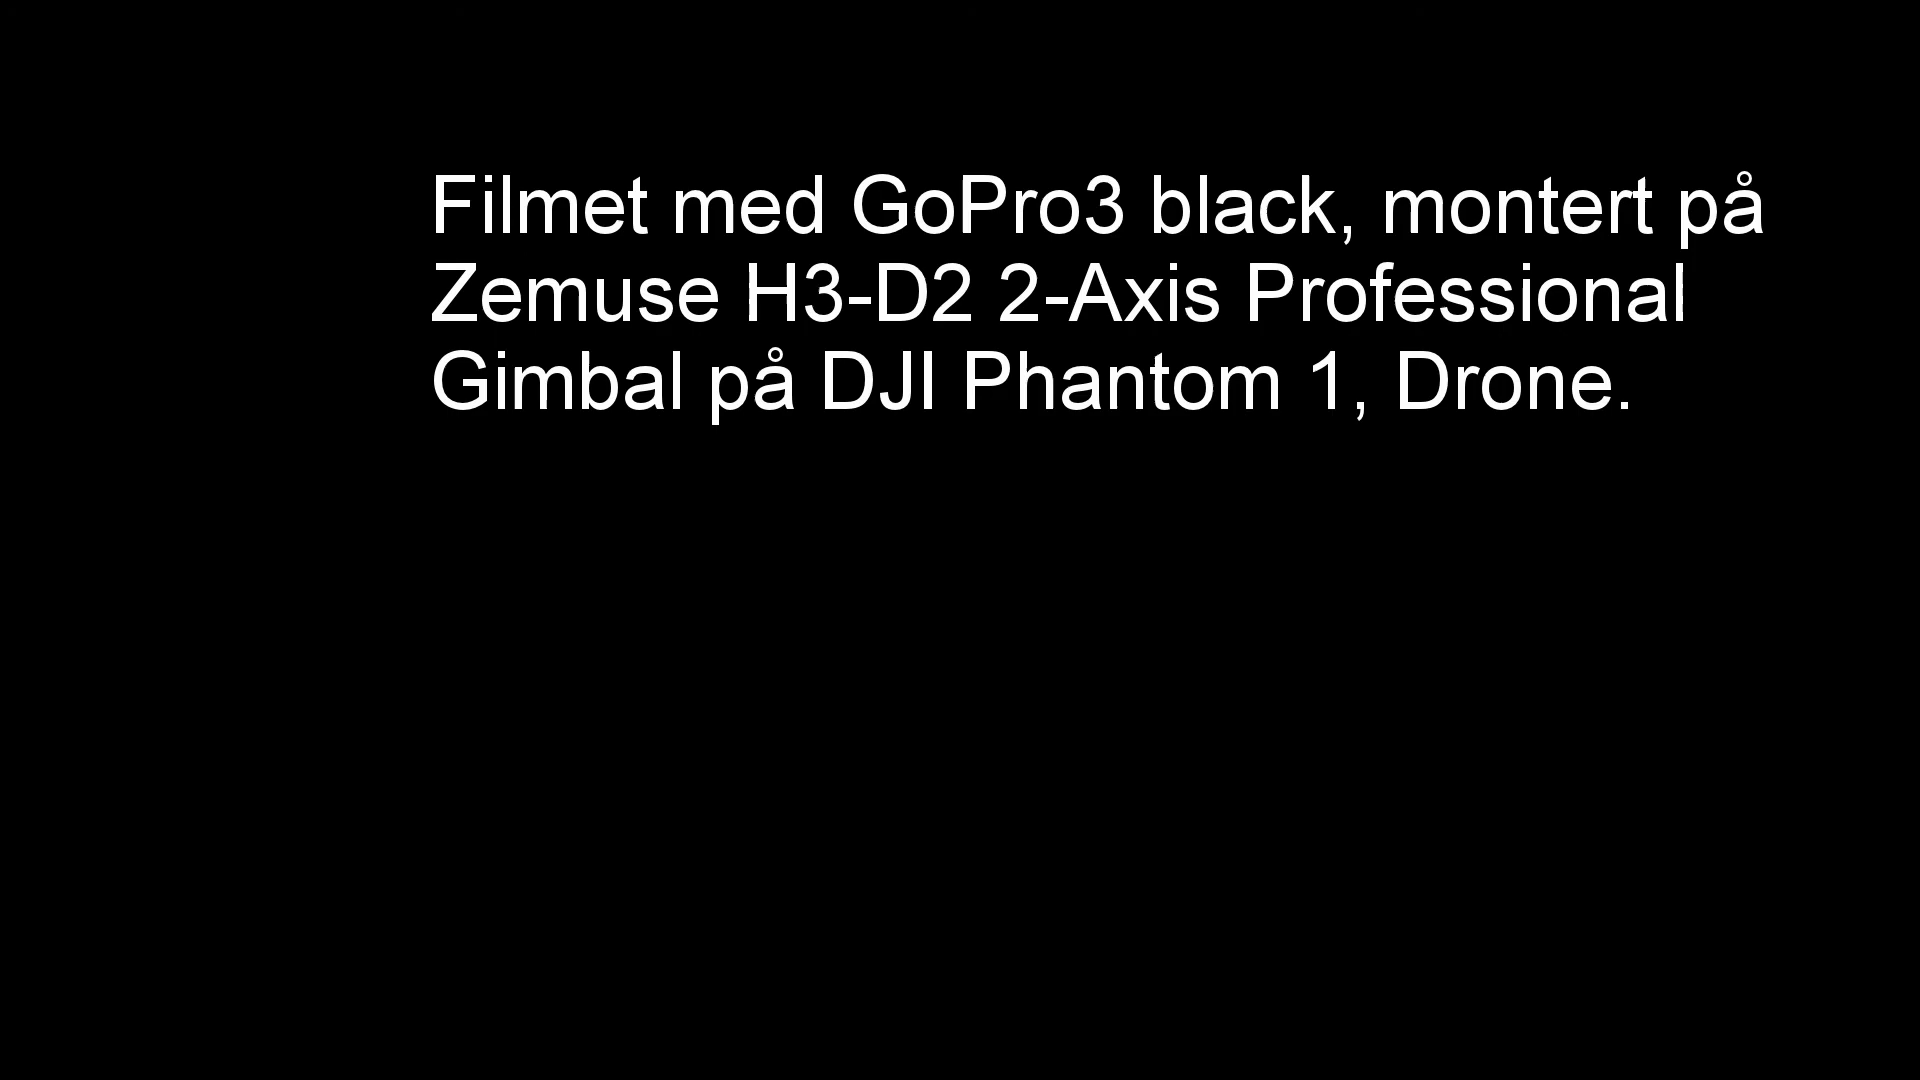 Filmet med GoPro3 black, montert på
Zemuse H3-D2 2-Axis Professional
Gimbal på DJI Phantom 1, Drone.